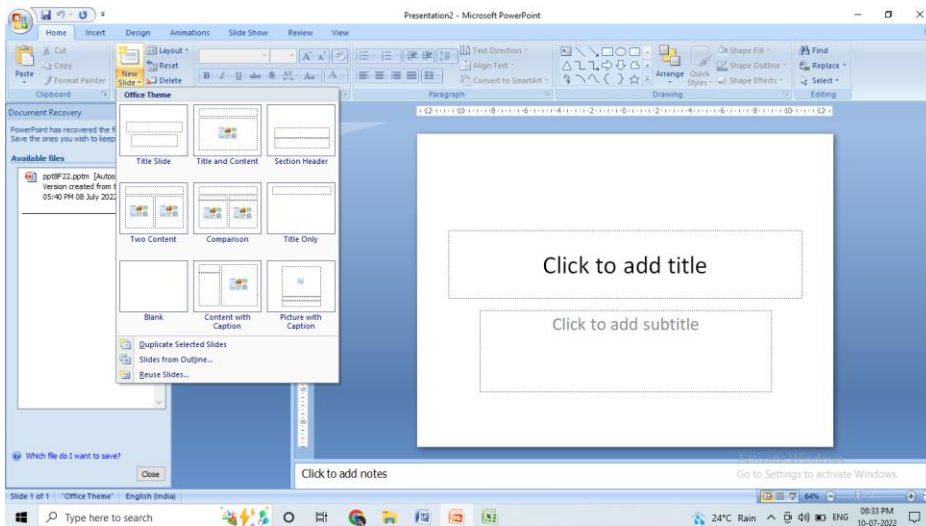 Presentation2 - Microsoft PowerPoint
Home Insert Design Animations Slide Show Review View
Paste
Cut
Copy
Format Painter
Clipboard
New Slide
Layout
Reset
Delete
B I U abe S AV Aa A
Text Direction
Align Text
Convert to SmartArt
Paragraph
Arrange
Quick Styles
Shape Fill
Shape Outline
Shape Effects
Drawing
Find
Replace
Select
Editing
Document Recovery
PowerPoint has recovered the
Save the ones you wish to keep
Available files
ppt8F22.pptm [Autos
Version created from
05:40 PM 08 July 2022
Office Theme
Title Slide
Title and Content
Section Header
Two Content
Comparison
Title Only
Blank
Content with Caption
Picture with Caption
Duplicate Selected Slides
Slides from Outline...
Reuse Slides...
Which file do I want to save?
Close
Click to add title
Click to add subtitle
Click to add notes
Activate Windows
Go to Settings to activate Windows.
Slide 1 of 1 "Office Theme" English (India)
64%
Type here to search
24°C Rain
ENG
08:33 PM
10-07-2022